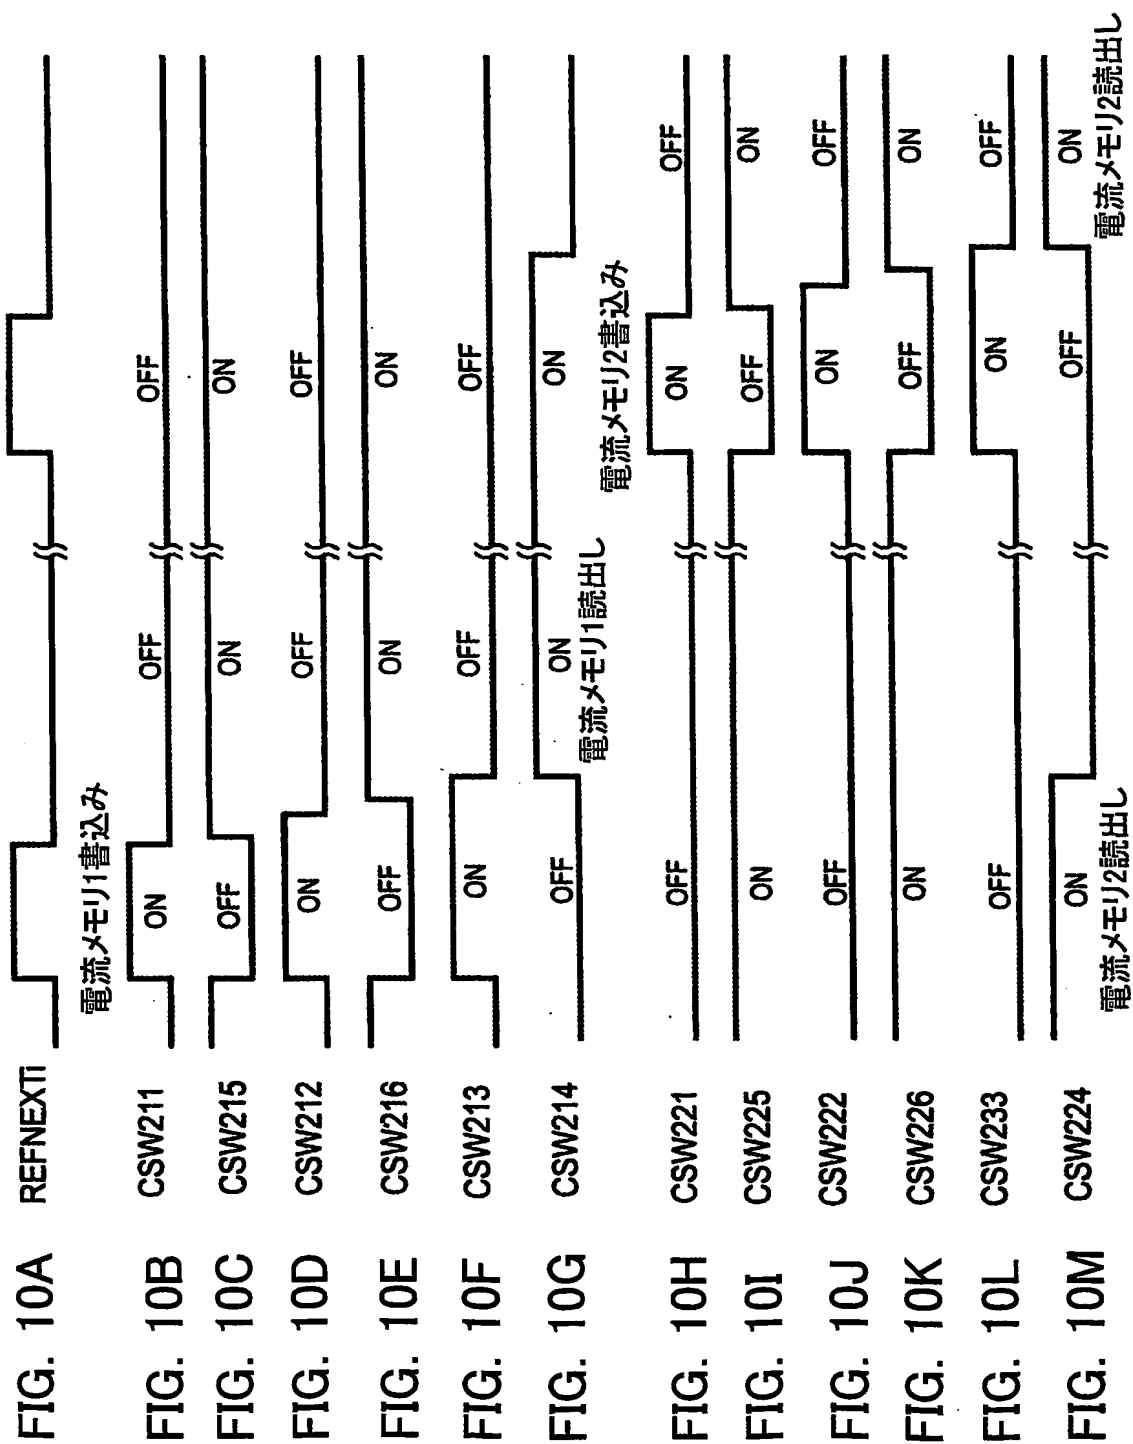 FIG. 10A REFNEXTi
電流メモリ1書込み
FIG. 10B CSW211 ON OFF OFF
FIG. 10C CSW215 OFF ON ON
FIG. 10D CSW212 ON OFF OFF
FIG. 10E CSW216 OFF ON ON
FIG. 10F CSW213 ON OFF OFF
FIG. 10G CSW214 OFF ON ON
電流メモリ1読出し
電流メモリ2書込み
FIG. 10H CSW221 OFF ON OFF
FIG. 10I CSW225 ON OFF ON
FIG. 10J CSW222 OFF ON OFF
FIG. 10K CSW226 ON OFF ON
FIG. 10L CSW233 OFF ON OFF
FIG. 10M CSW224 ON OFF ON
電流メモリ2読出し 電流メモリ2読出し